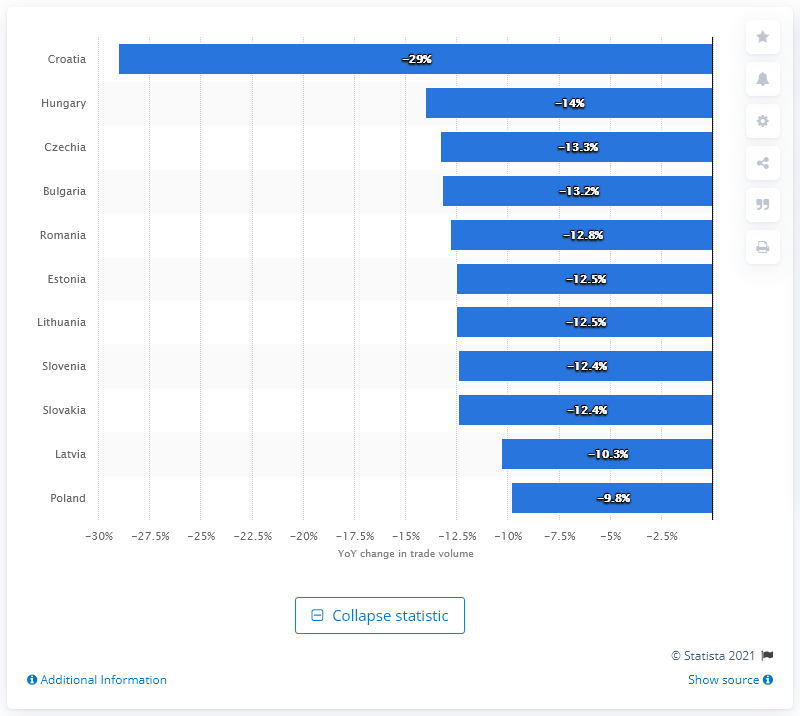 Croatia −29%
Hungary −14%
Czechia −13.3%
Bulgaria −13.2%
Romania −12.8%
Estonia −12.5%
Lithuania −12.5%
Slovenia −12.4%
Slovakia −12.4%
Latvia −10.3%
Poland −9.8%
−30% −27.5% −25% −22.5% −20% −17.5% −15% −12.5% −10% −7.5% −5% −2.5%
YoY change in trade volume
Collapse statistic
© Statista 2021
Additional Information Show source